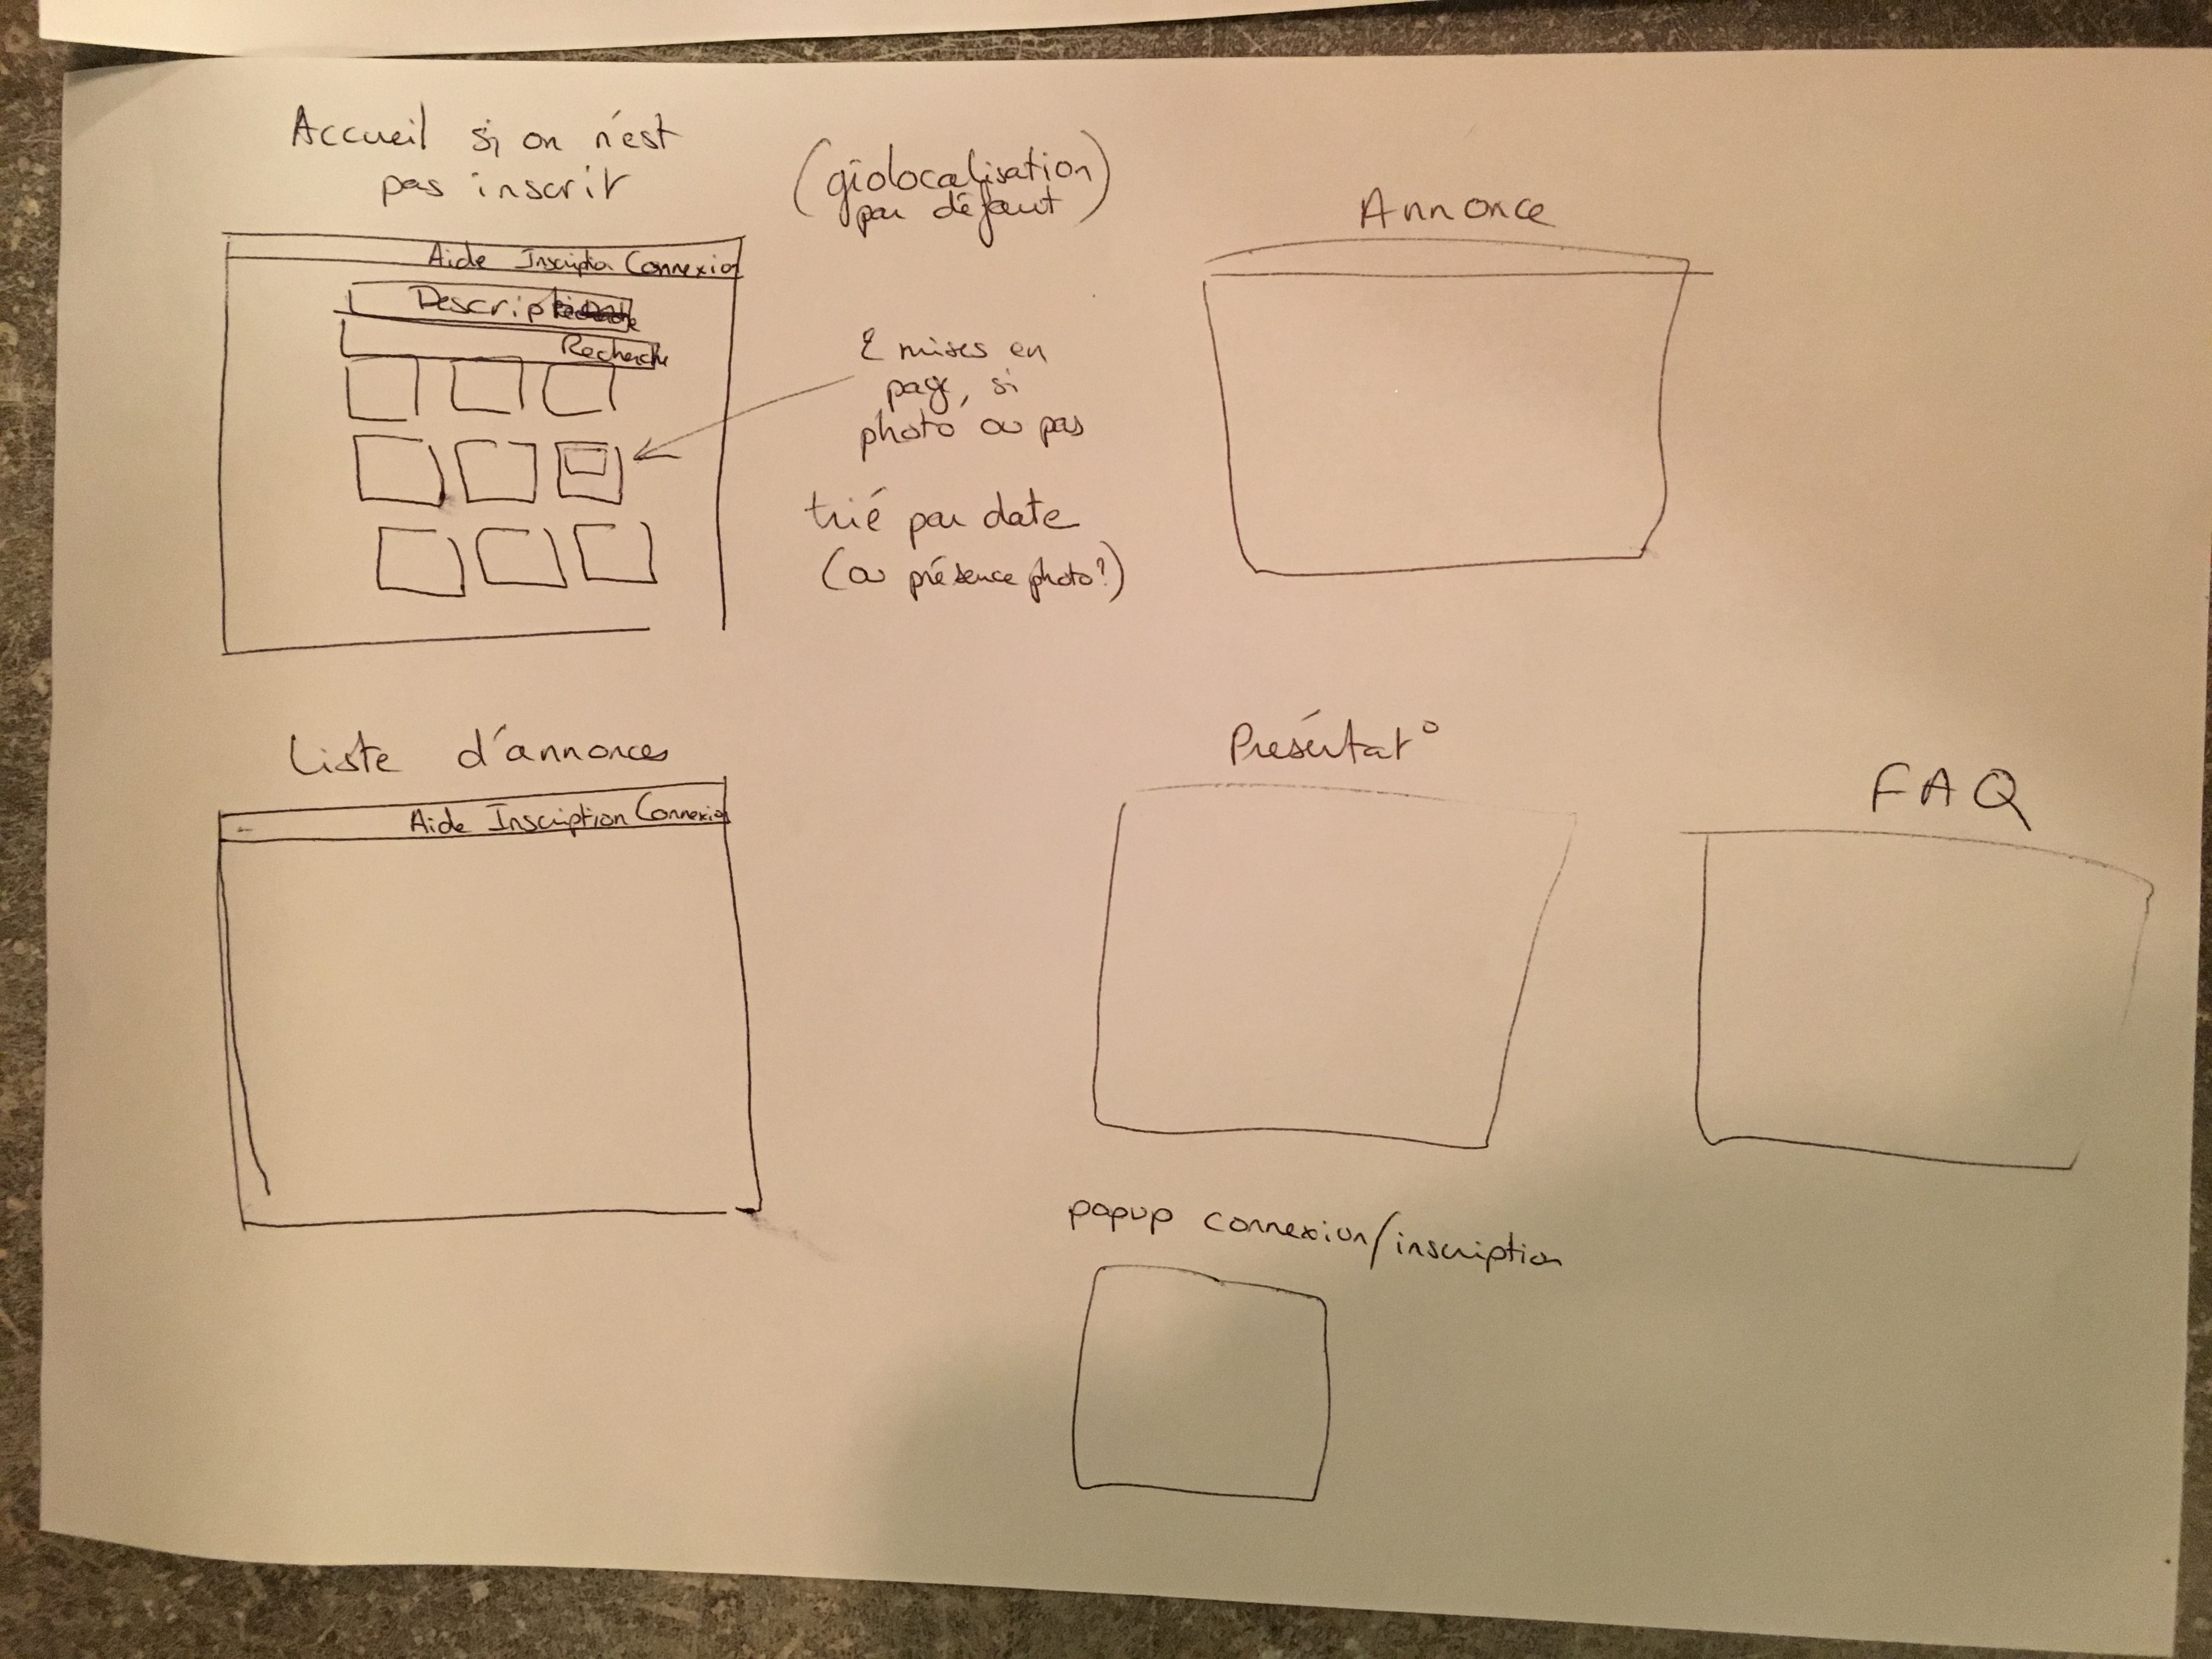 Accueil si on n'est
pas inscrit
(géolocalisation
par défaut)
Aide Inscription Connexion
Descript
Recherche
2 mises en
page, si
photo ou pas
trié par date
(ou présence photo?)
Annonce
Liste d'annonces
Aide Inscription Connexion
Présentat°
FAQ
popup connexion/inscription